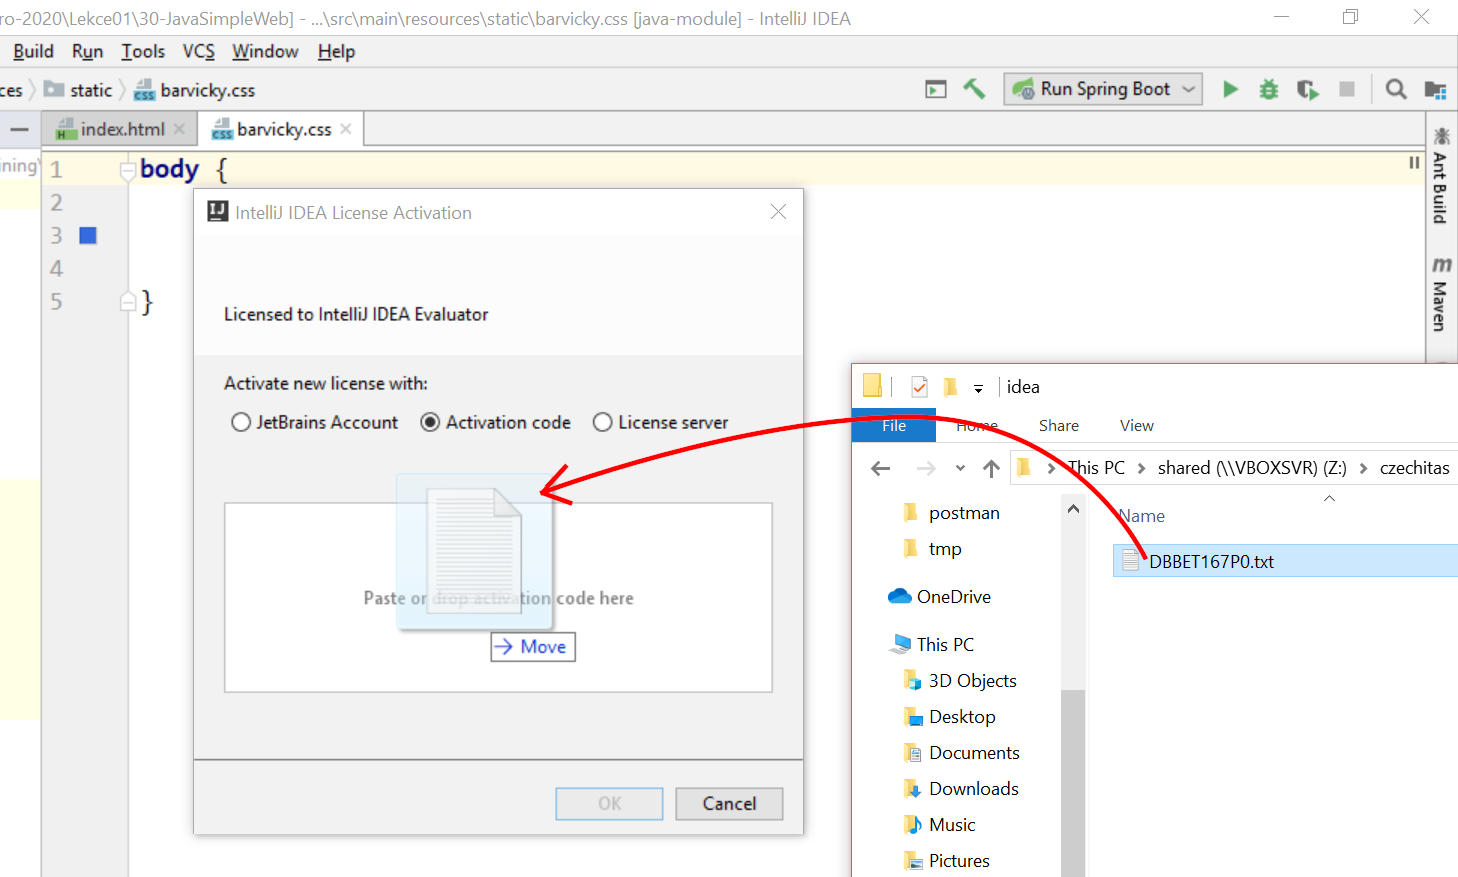 ro-2020\Lekce01\30-JavaSimpleWeb] - ...\src\main\resources\static\barvicky.css [java-module] - IntelliJ IDEA
Build Run Tools VCS Window Help
ces static barvicky.css
Run Spring Boot
index.html barvicky.css
ining\
1 body {
2
3
4
5 }
Ant Build
Maven
IntelliJ IDEA License Activation
Licensed to IntelliJ IDEA Evaluator
Activate new license with:
JetBrains Account Activation code License server
Paste or drop activation code here
Move
OK Cancel
idea
File Home Share View
This PC shared (\\VBOXSVR) (Z:) czechitas
Name
DBBET167P0.txt
postman
tmp
OneDrive
This PC
3D Objects
Desktop
Documents
Downloads
Music
Pictures